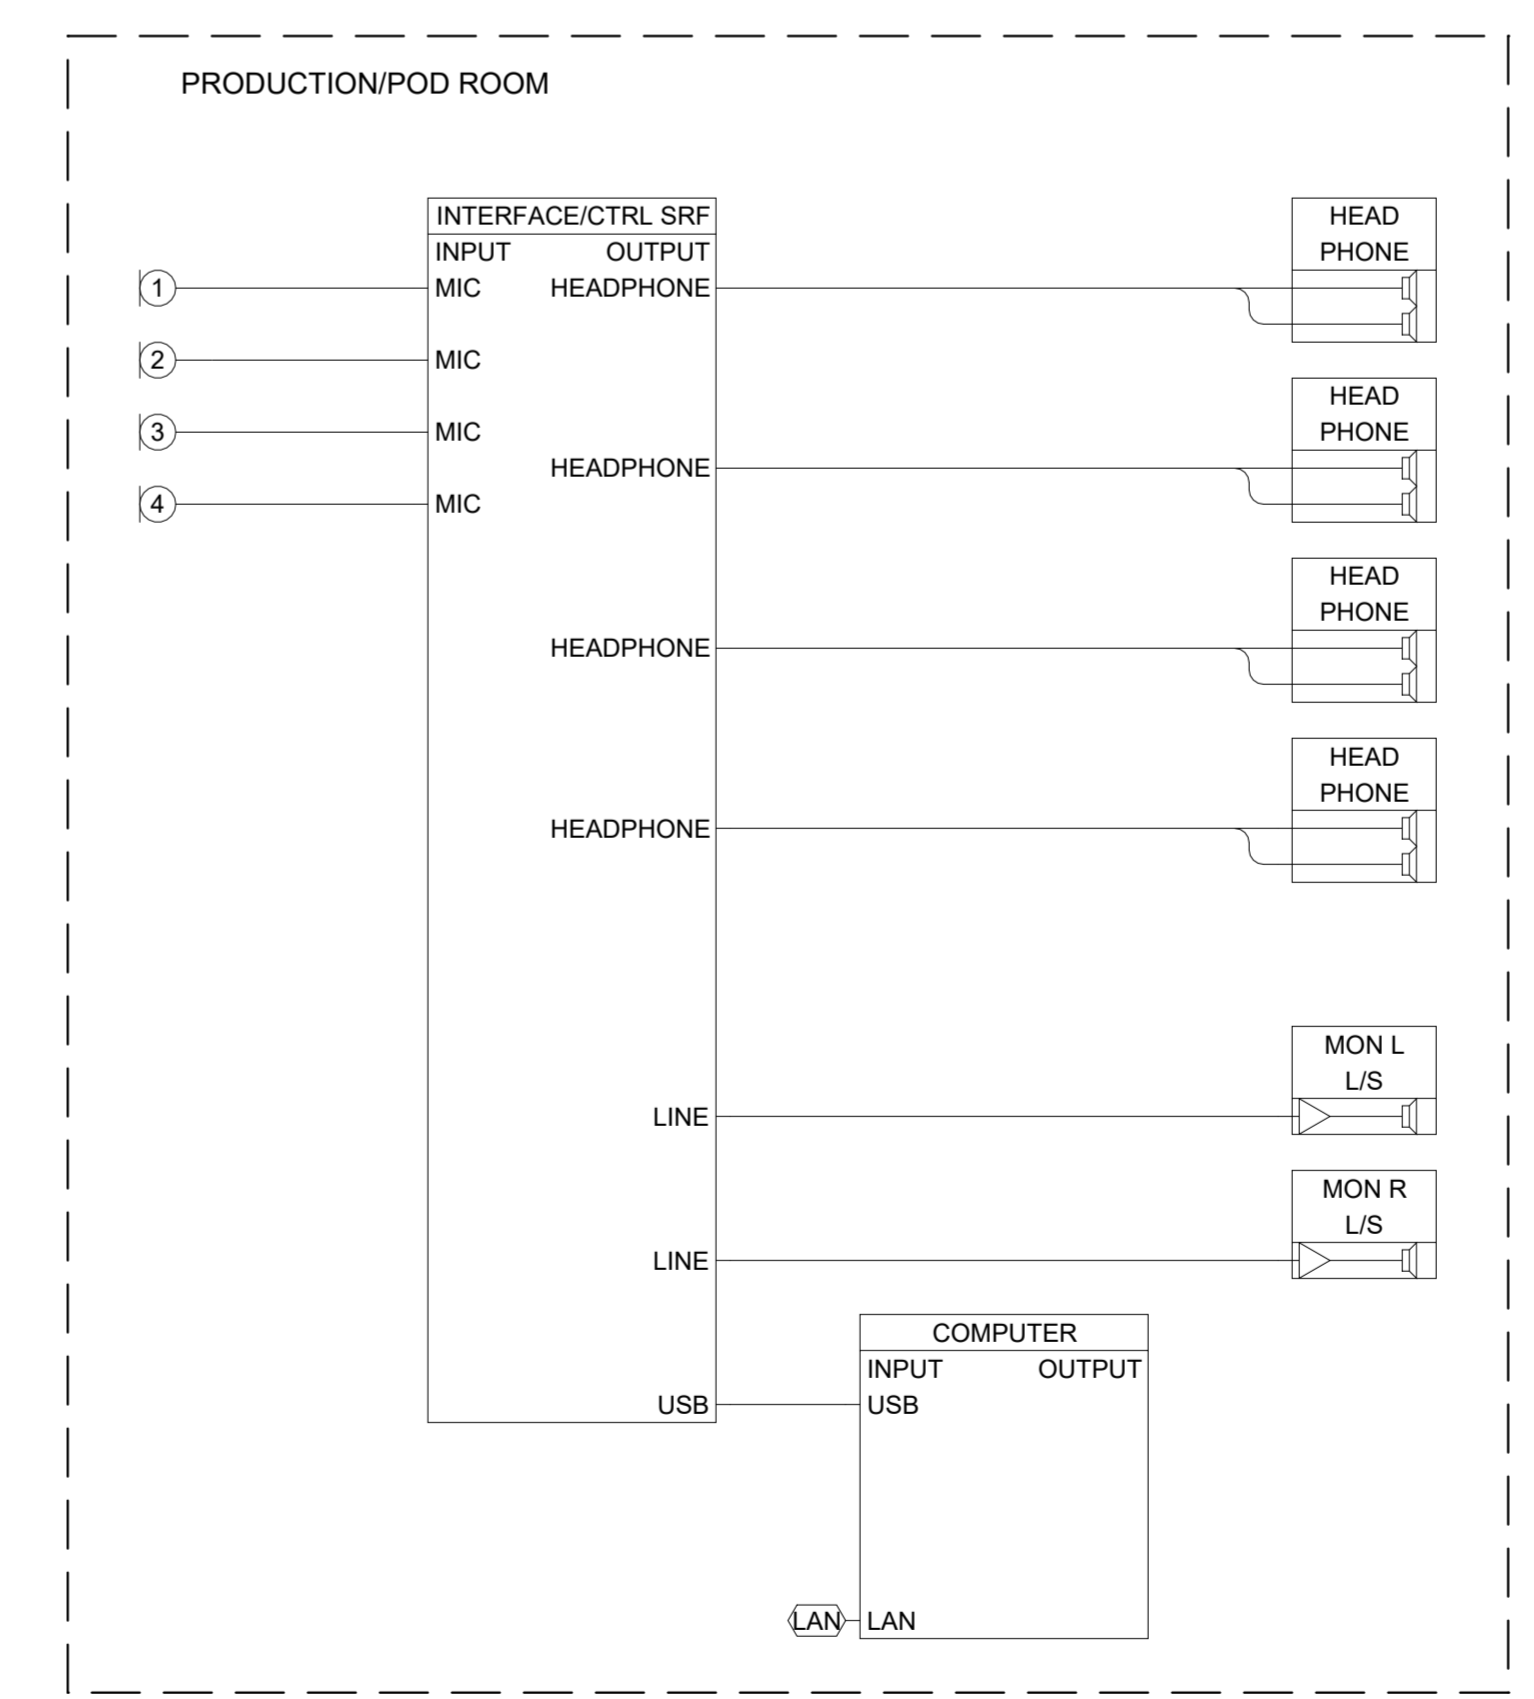 PRODUCTION/POD ROOM
INTERFACE/CTRL SRF
INPUT OUTPUT
1 MIC HEADPHONE
2 MIC
3 MIC
HEADPHONE
4 MIC
HEADPHONE
HEADPHONE
LINE
LINE
USB
HEAD
PHONE
HEAD
PHONE
HEAD
PHONE
HEAD
PHONE
MON L
L/S
MON R
L/S
COMPUTER
INPUT OUTPUT
USB
LAN LAN